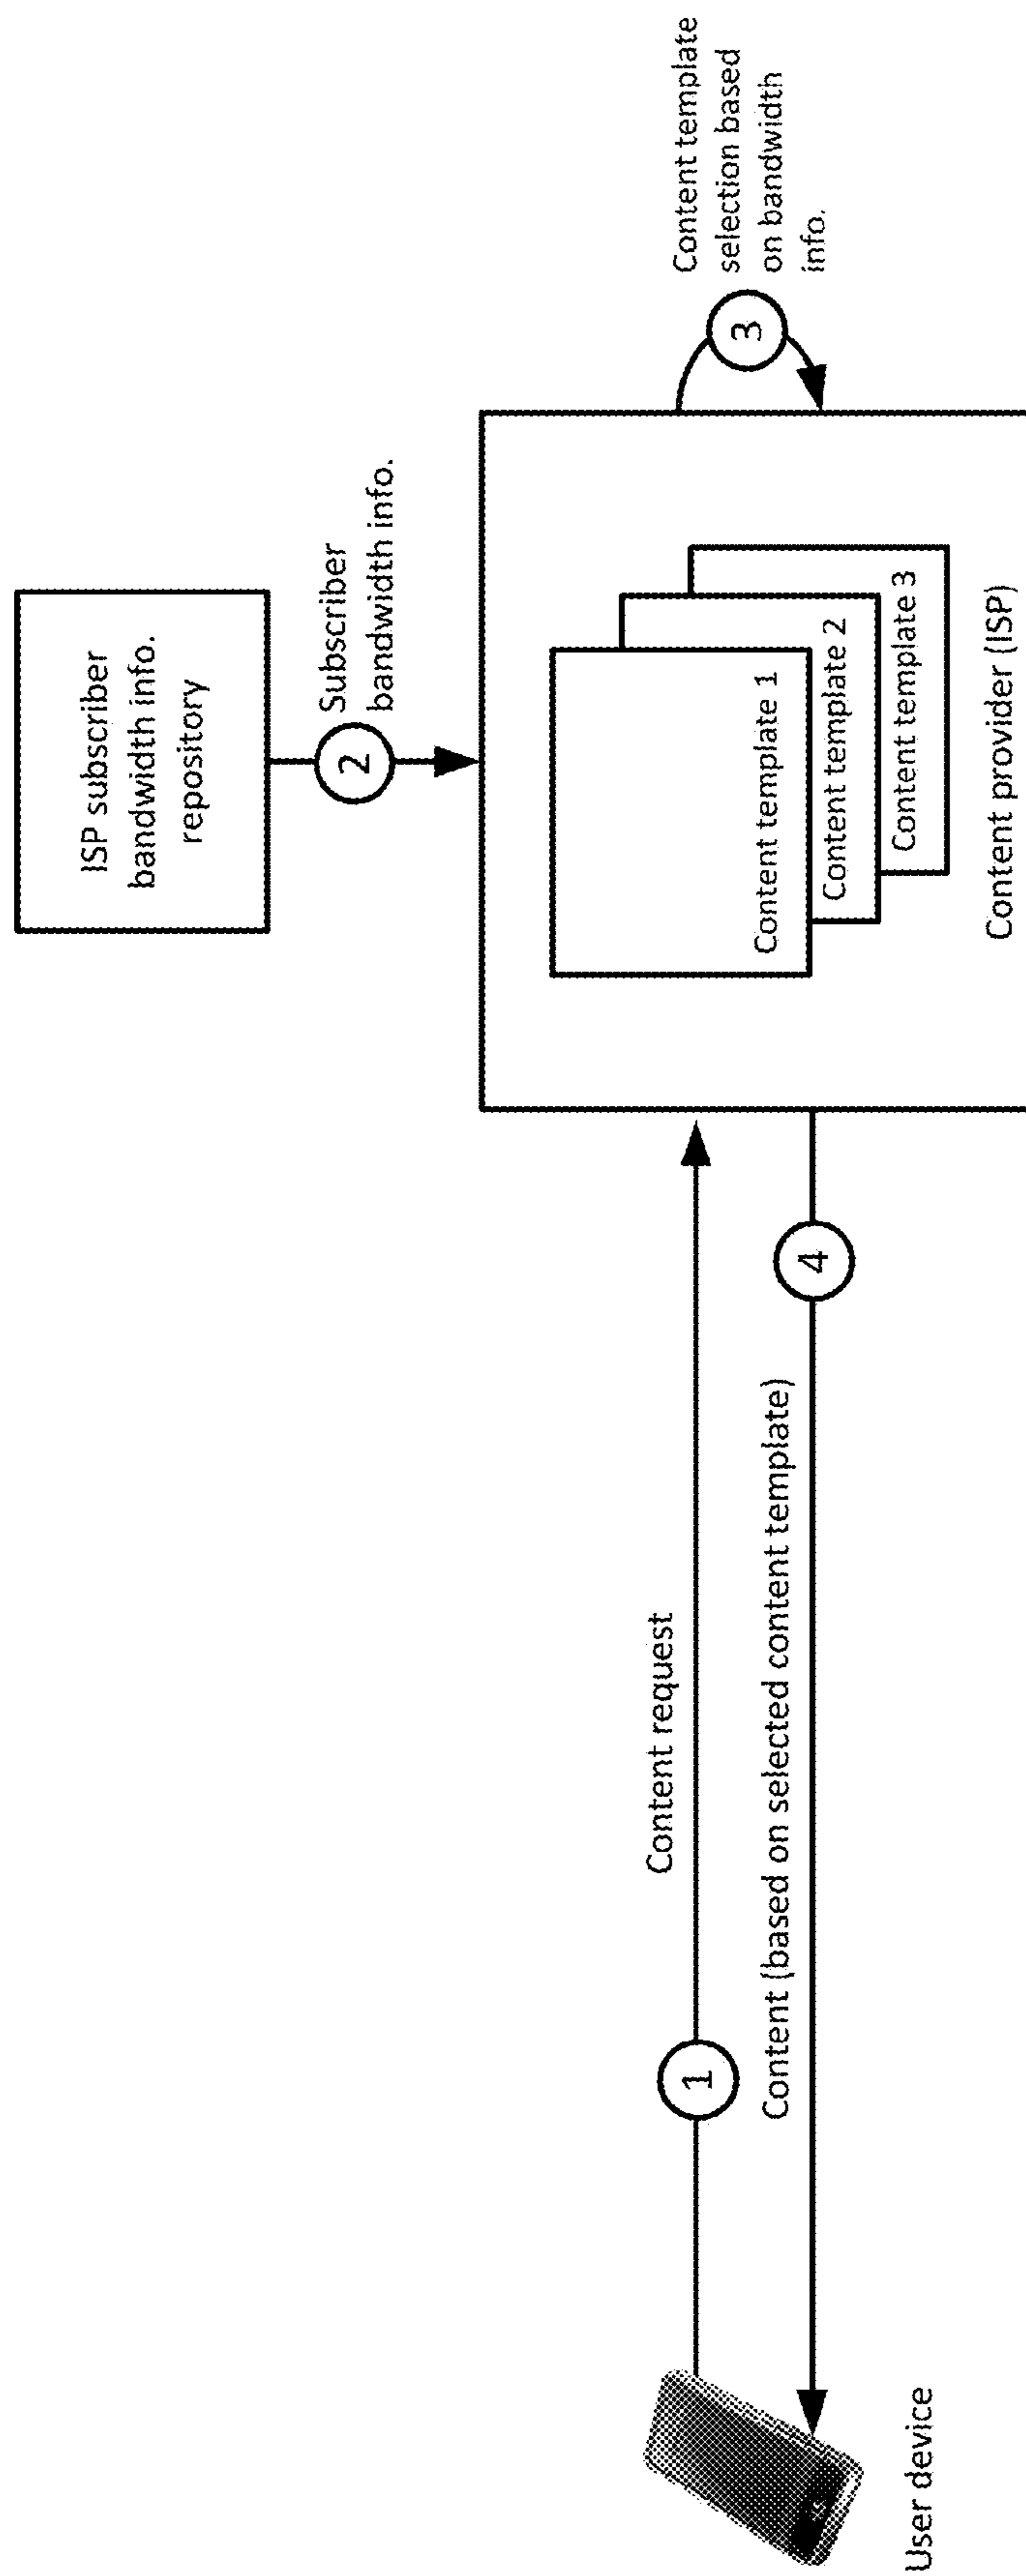 ISP subscriber
bandwidth info.
repository
2
Subscriber
bandwidth info.
Content request
1
Content template 1
Content template 2
Content template 3
Content provider (ISP)
3
Content template
selection based
on bandwidth
info.
4
Content (based on selected content template)
User device